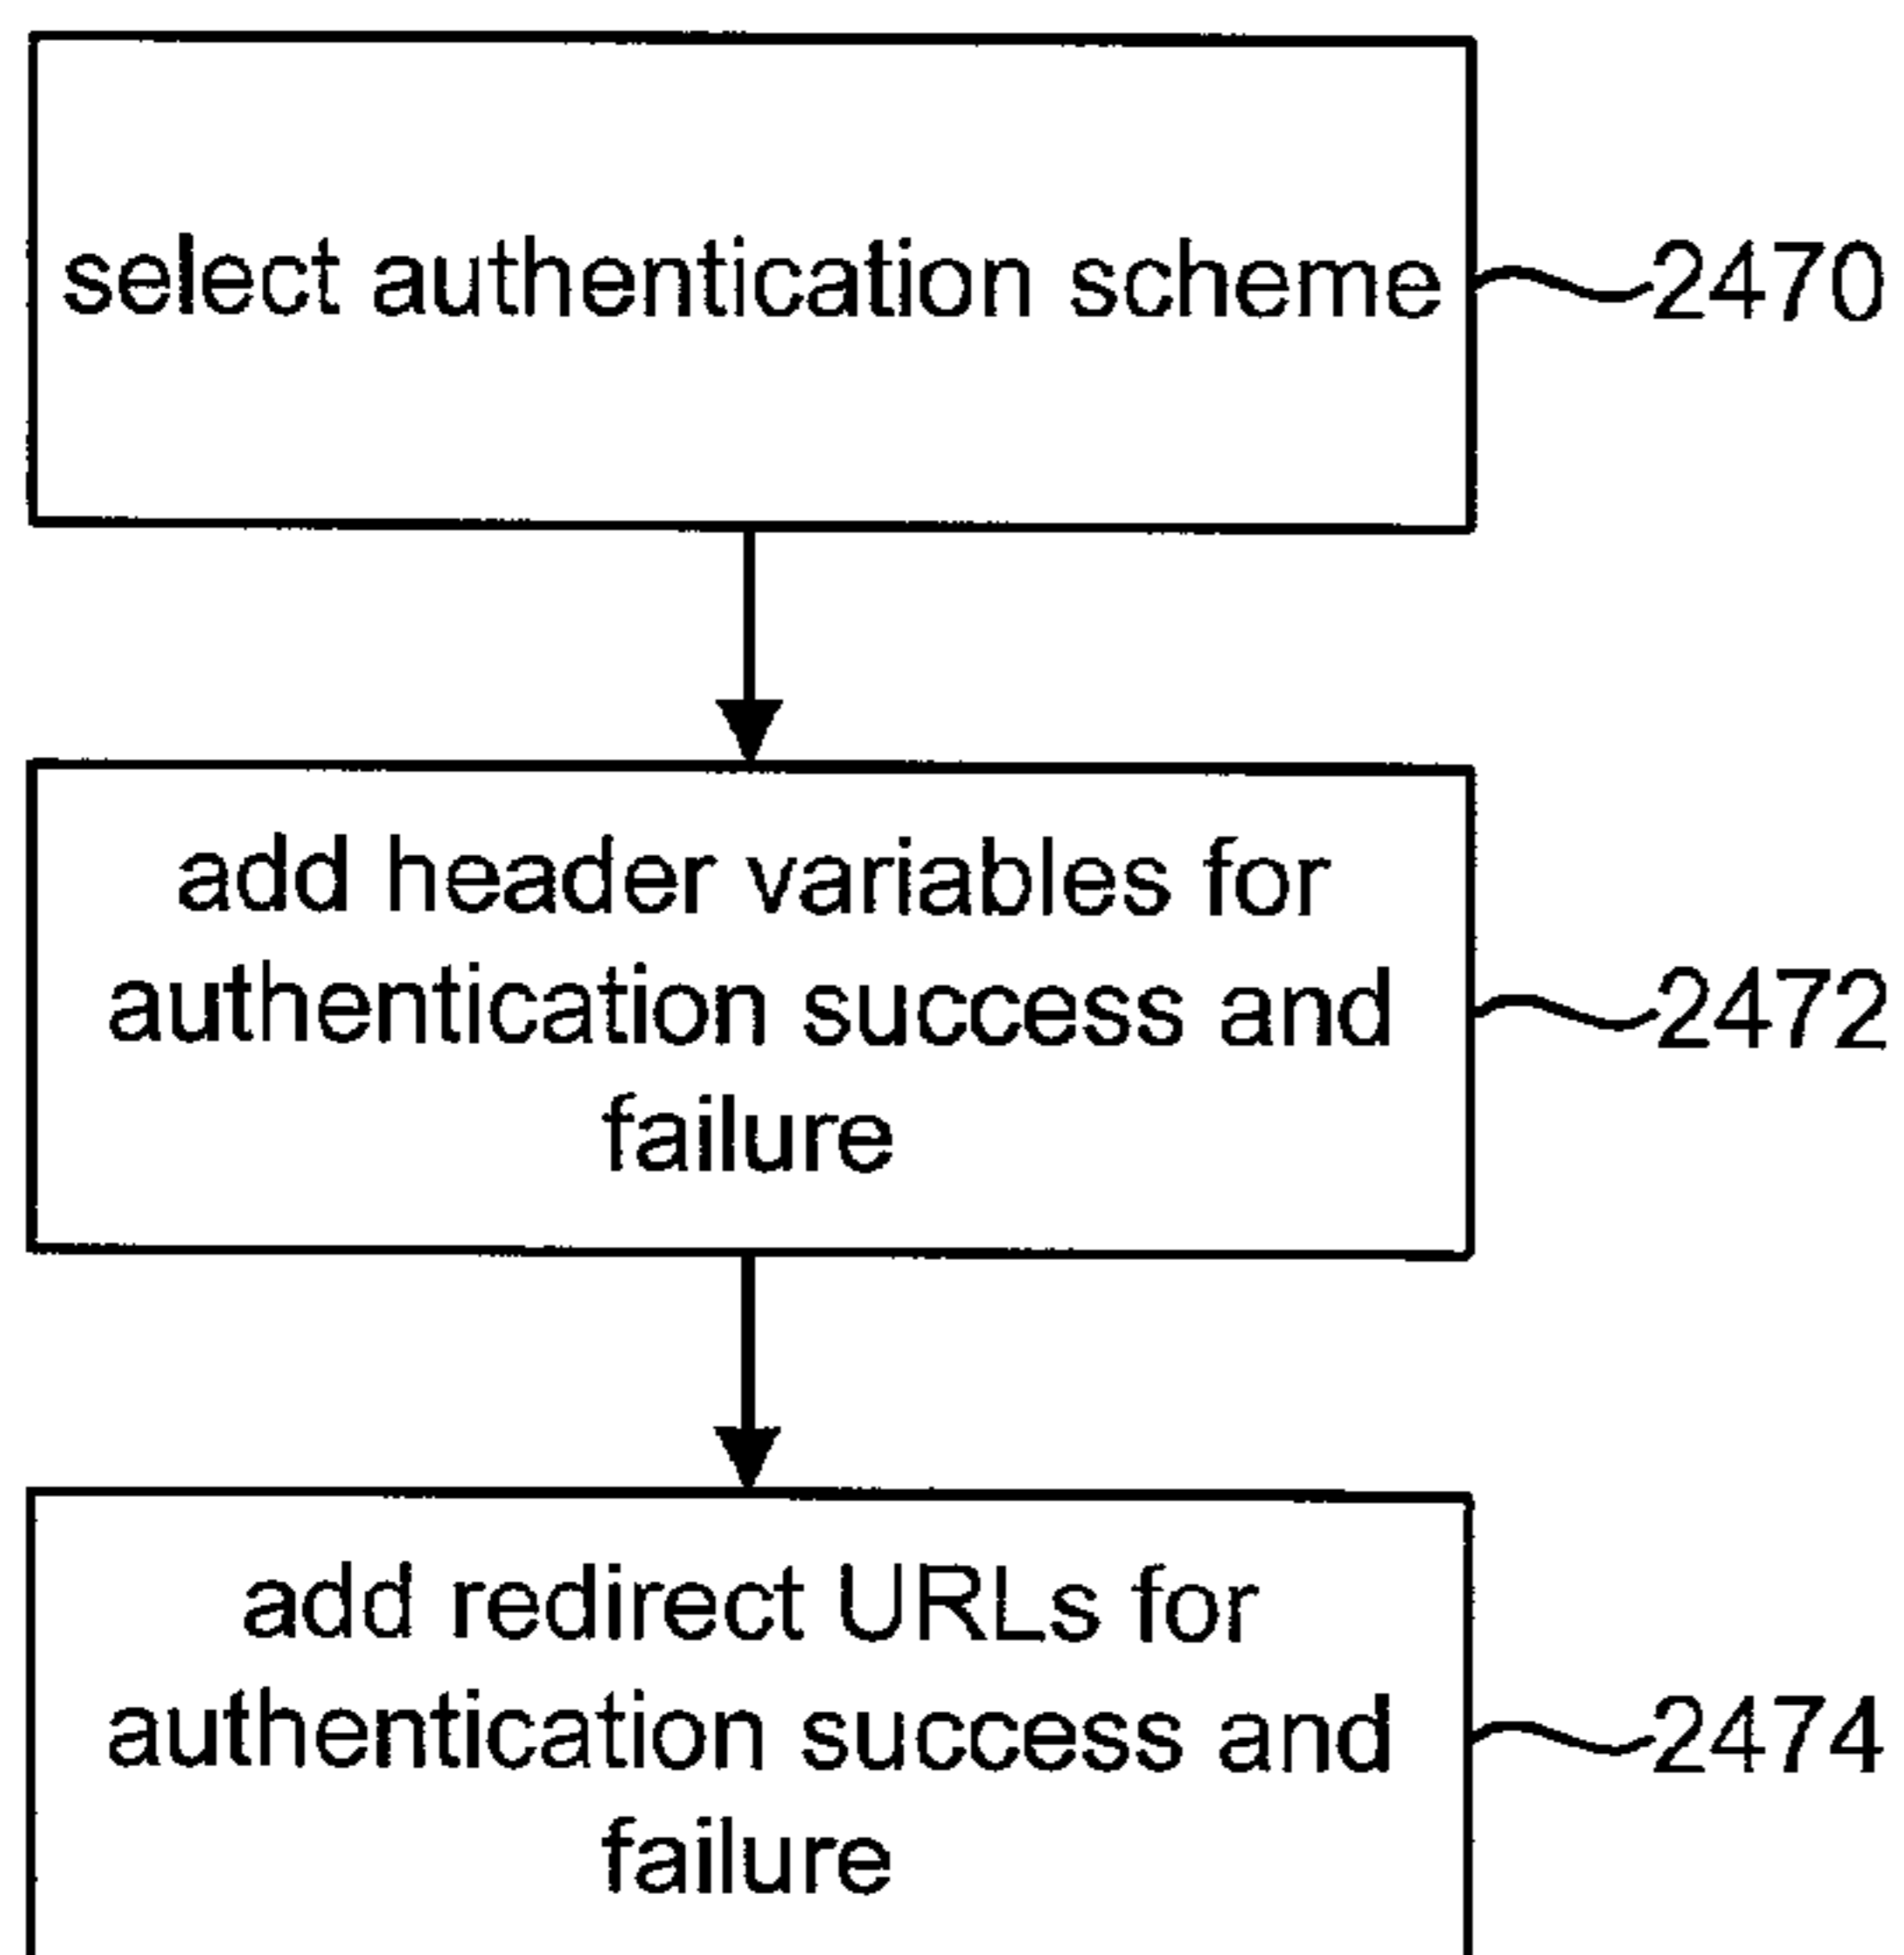 select authentication scheme 2470
add header variables for
authentication success and 2472
failure
add redirect URLs for
authentication success and 2474
failure